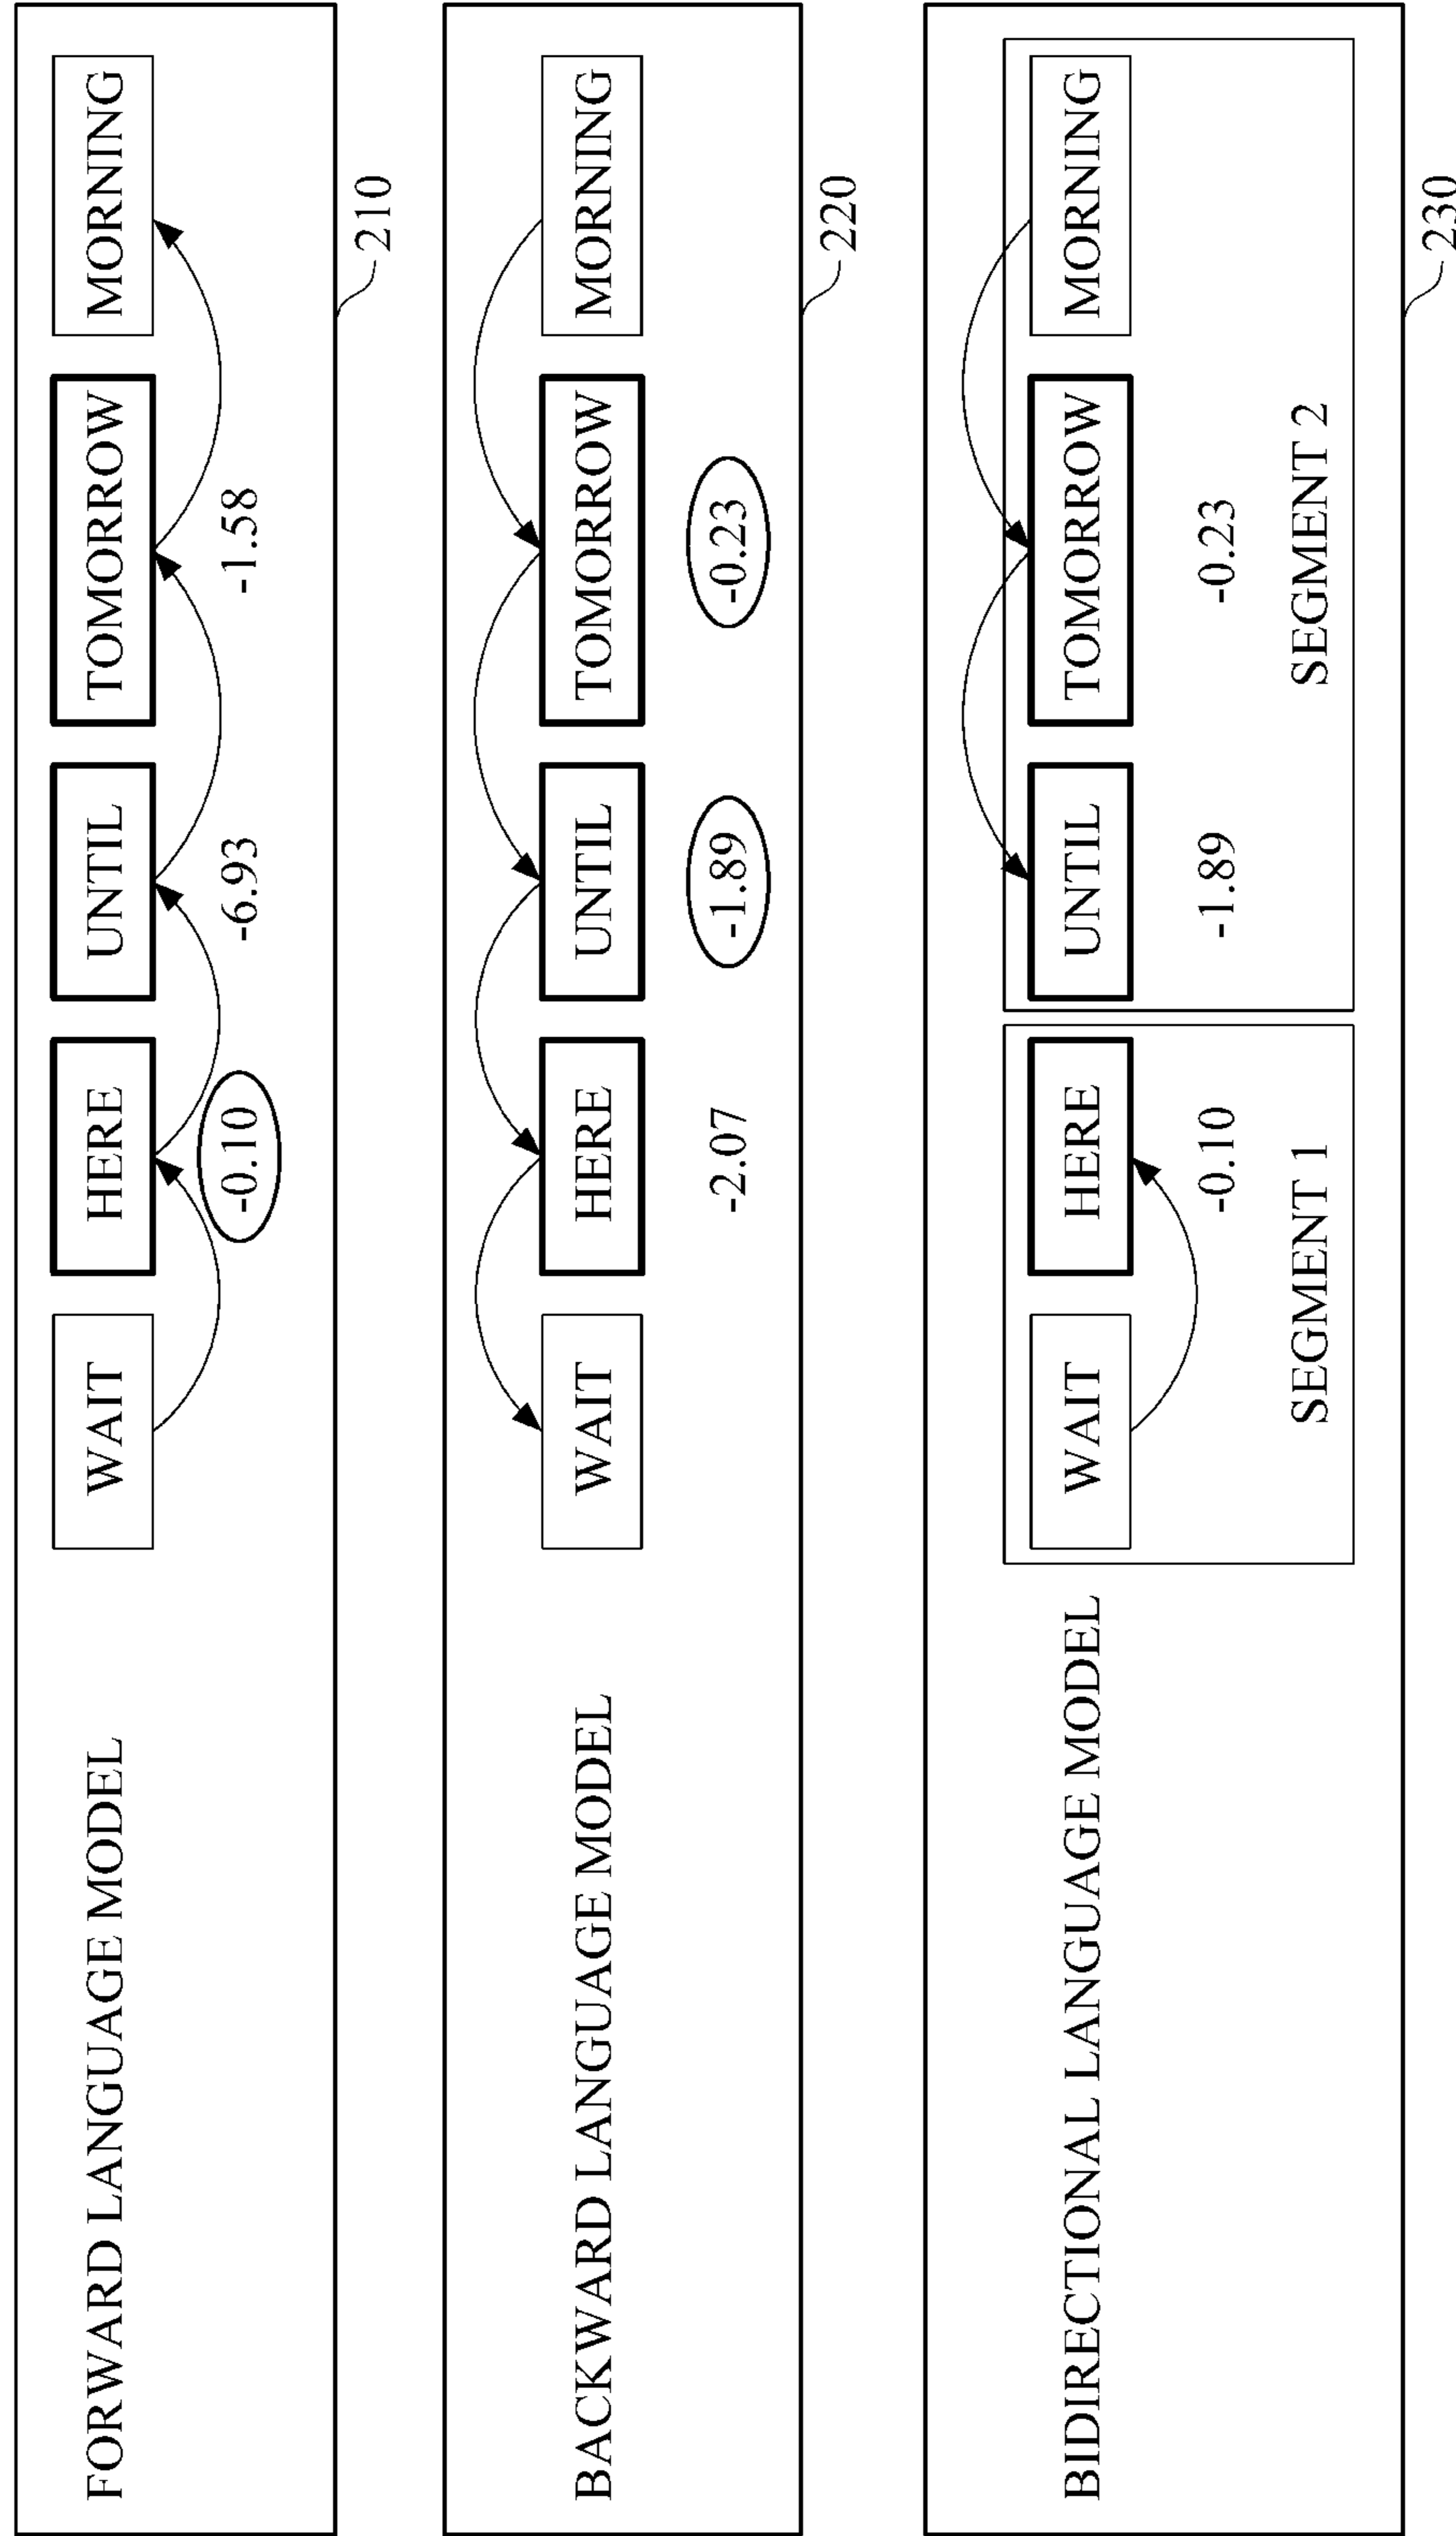 FORWARD LANGUAGE MODEL WAIT HERE UNTIL TOMORROW MORNING
-0.10 -6.93 -1.58
210
BACKWARD LANGUAGE MODEL WAIT HERE UNTIL TOMORROW MORNING
-2.07 -1.89 -0.23
220
BIDIRECTIONAL LANGUAGE MODEL WAIT HERE UNTIL TOMORROW MORNING
-0.10 -1.89 -0.23
SEGMENT 1 SEGMENT 2
230